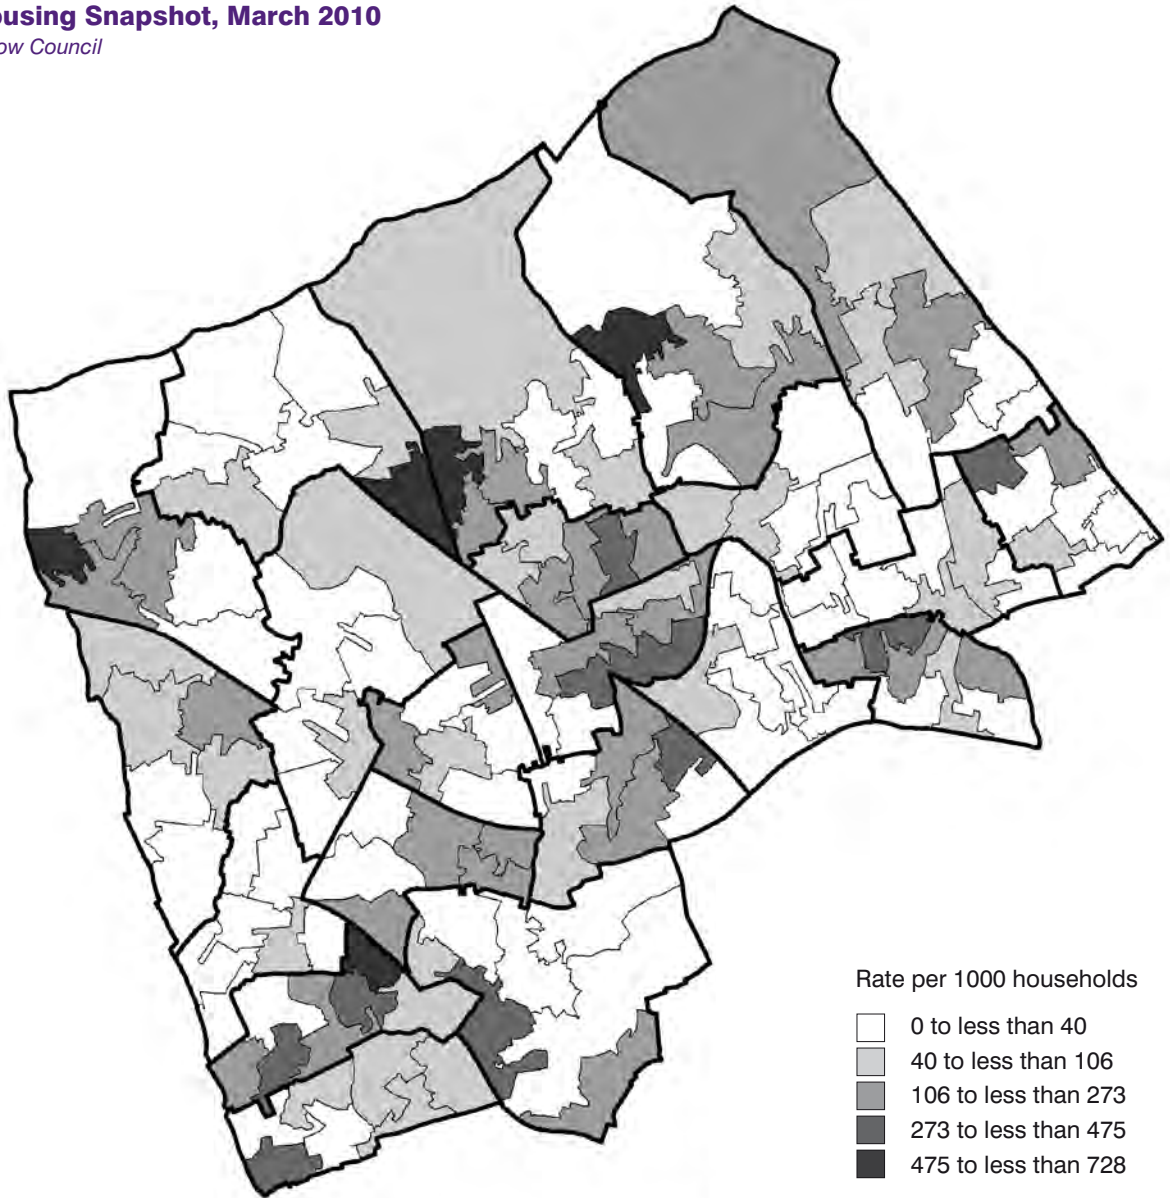 ousing Snapshot, March 2010
ow Council
Rate per 1000 households
0 to less than 40
40 to less than 106
106 to less than 273
273 to less than 475
475 to less than 728